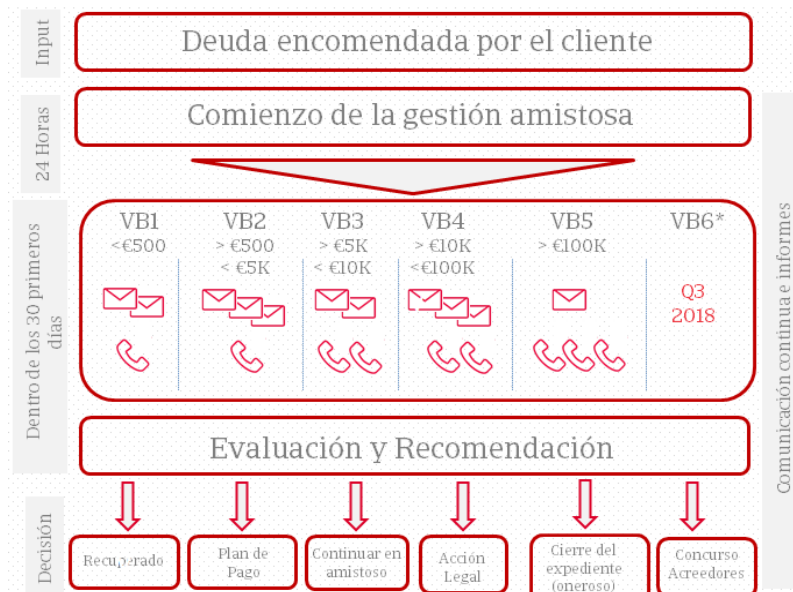 Input
Deuda encomendada por el cliente
24 Horas
Comienzo de la gestión amistosa
Dentro de los 30 primeros
días
VB1
<€500
VB2
> €500
< €5K
VB3
> €5K
< €10K
VB4
> €10K
<€100K
VB5
> €100K
VB6*
Q3
2018
Evaluación y Recomendación
Decisión
Recuperado
Plan de
Pago
Continuar en
amistoso
Acción
Legal
Cierre del
expediente
(oneroso)
Concurso
Acreedores
Comunicación continua e informes